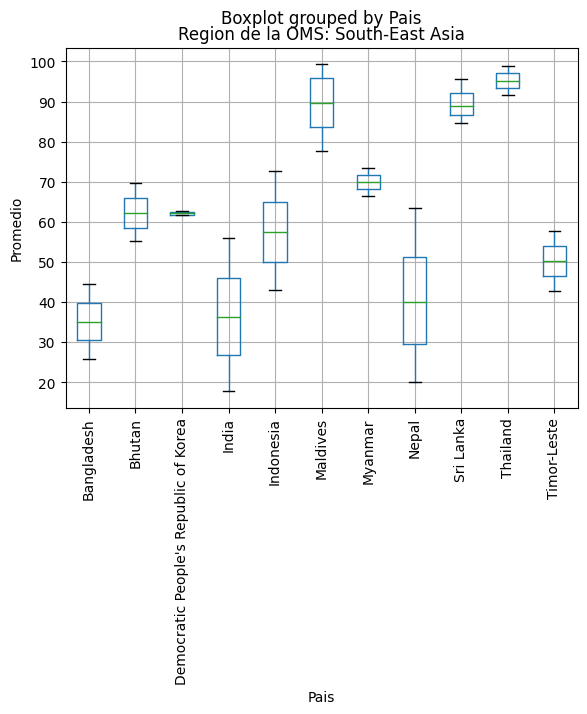 Boxplot grouped by Pais
Region de la OMS: South-East Asia
Promedio
100
90
80
70
60
50
40
30
20
Bangladesh
Bhutan
Democratic People's Republic of Korea
India
Indonesia
Maldives
Myanmar
Nepal
Sri Lanka
Thailand
Timor-Leste
Pais